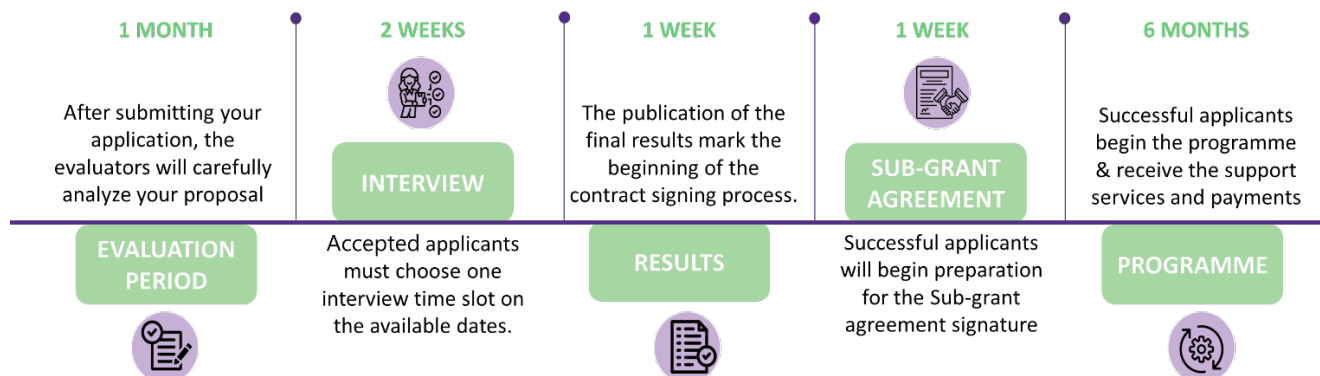 1 MONTH
After submitting your
application, the
evaluators will carefully
analyze your proposal
EVALUATION
PERIOD
2 WEEKS
INTERVIEW
Accepted applicants
must choose one
interview time slot on
the available dates.
1 WEEK
The publication of the
final results mark the
beginning of the
contract signing process.
RESULTS
1 WEEK
SUB-GRANT
AGREEMENT
Successful applicants
will begin preparation
for the Sub-grant
agreement signature
6 MONTHS
Successful applicants
begin the programme
& receive the support
services and payments
PROGRAMME